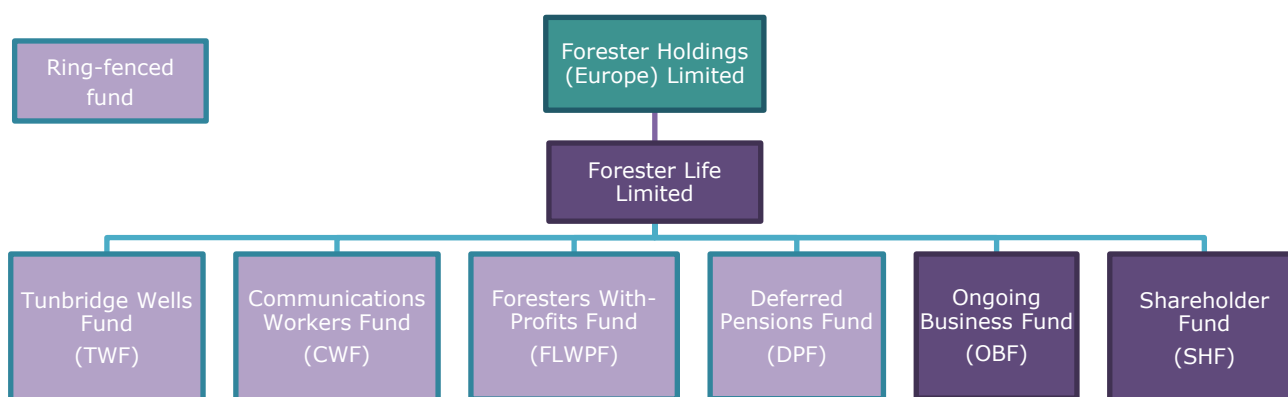 Ring-fenced
fund
Forester Holdings
(Europe) Limited
Forester Life
Limited
Tunbridge Wells
Fund
(TWF)
Communications
Workers Fund
(CWF)
Foresters With-
Profits Fund
(FLWPF)
Deferred
Pensions Fund
(DPF)
Ongoing
Business Fund
(OBF)
Shareholder
Fund
(SHF)